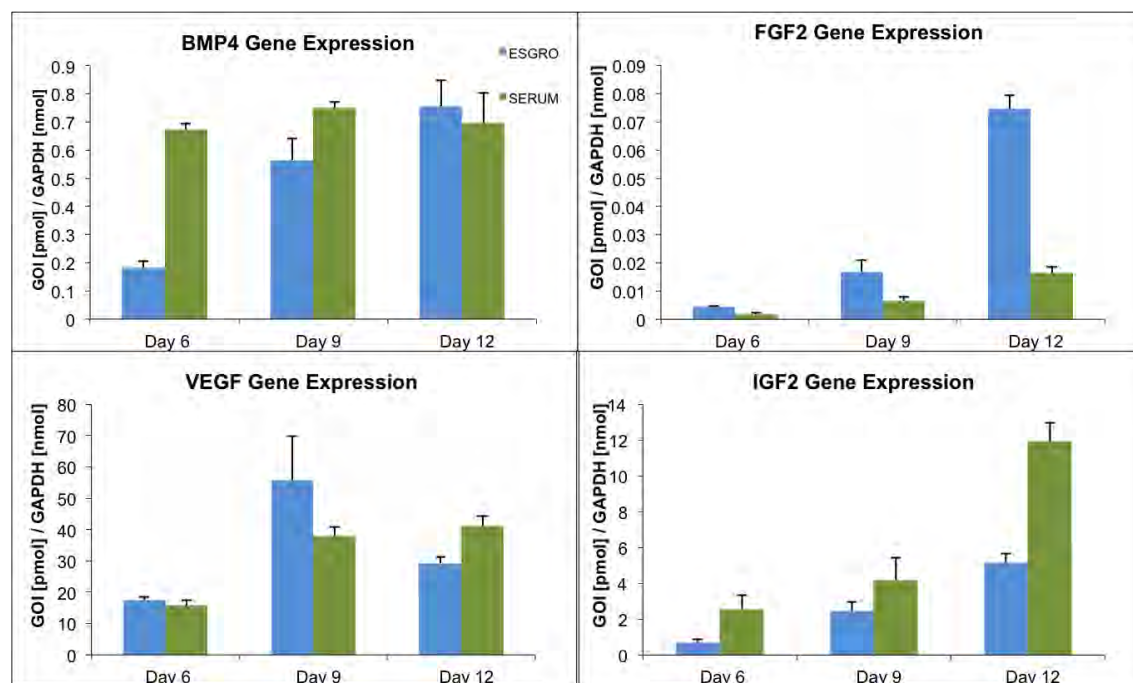 BMP4 Gene Expression
ESGRO
SERUM
GOI [pmol] / GAPDH [nmol]
0.9
0.8
0.7
0.6
0.5
0.4
0.3
0.2
0.1
0
Day 6 Day 9 Day 12
FGF2 Gene Expression
GOI [pmol] / GAPDH [nmol]
0.09
0.08
0.07
0.06
0.05
0.04
0.03
0.02
0.01
0
Day 6 Day 9 Day 12
VEGF Gene Expression
GOI [pmol] / GAPDH [nmol]
80
70
60
50
40
30
20
10
0
Day 6 Day 9 Day 12
IGF2 Gene Expression
GOI [pmol] / GAPDH [nmol]
14
12
10
8
6
4
2
0
Day 6 Day 9 Day 12